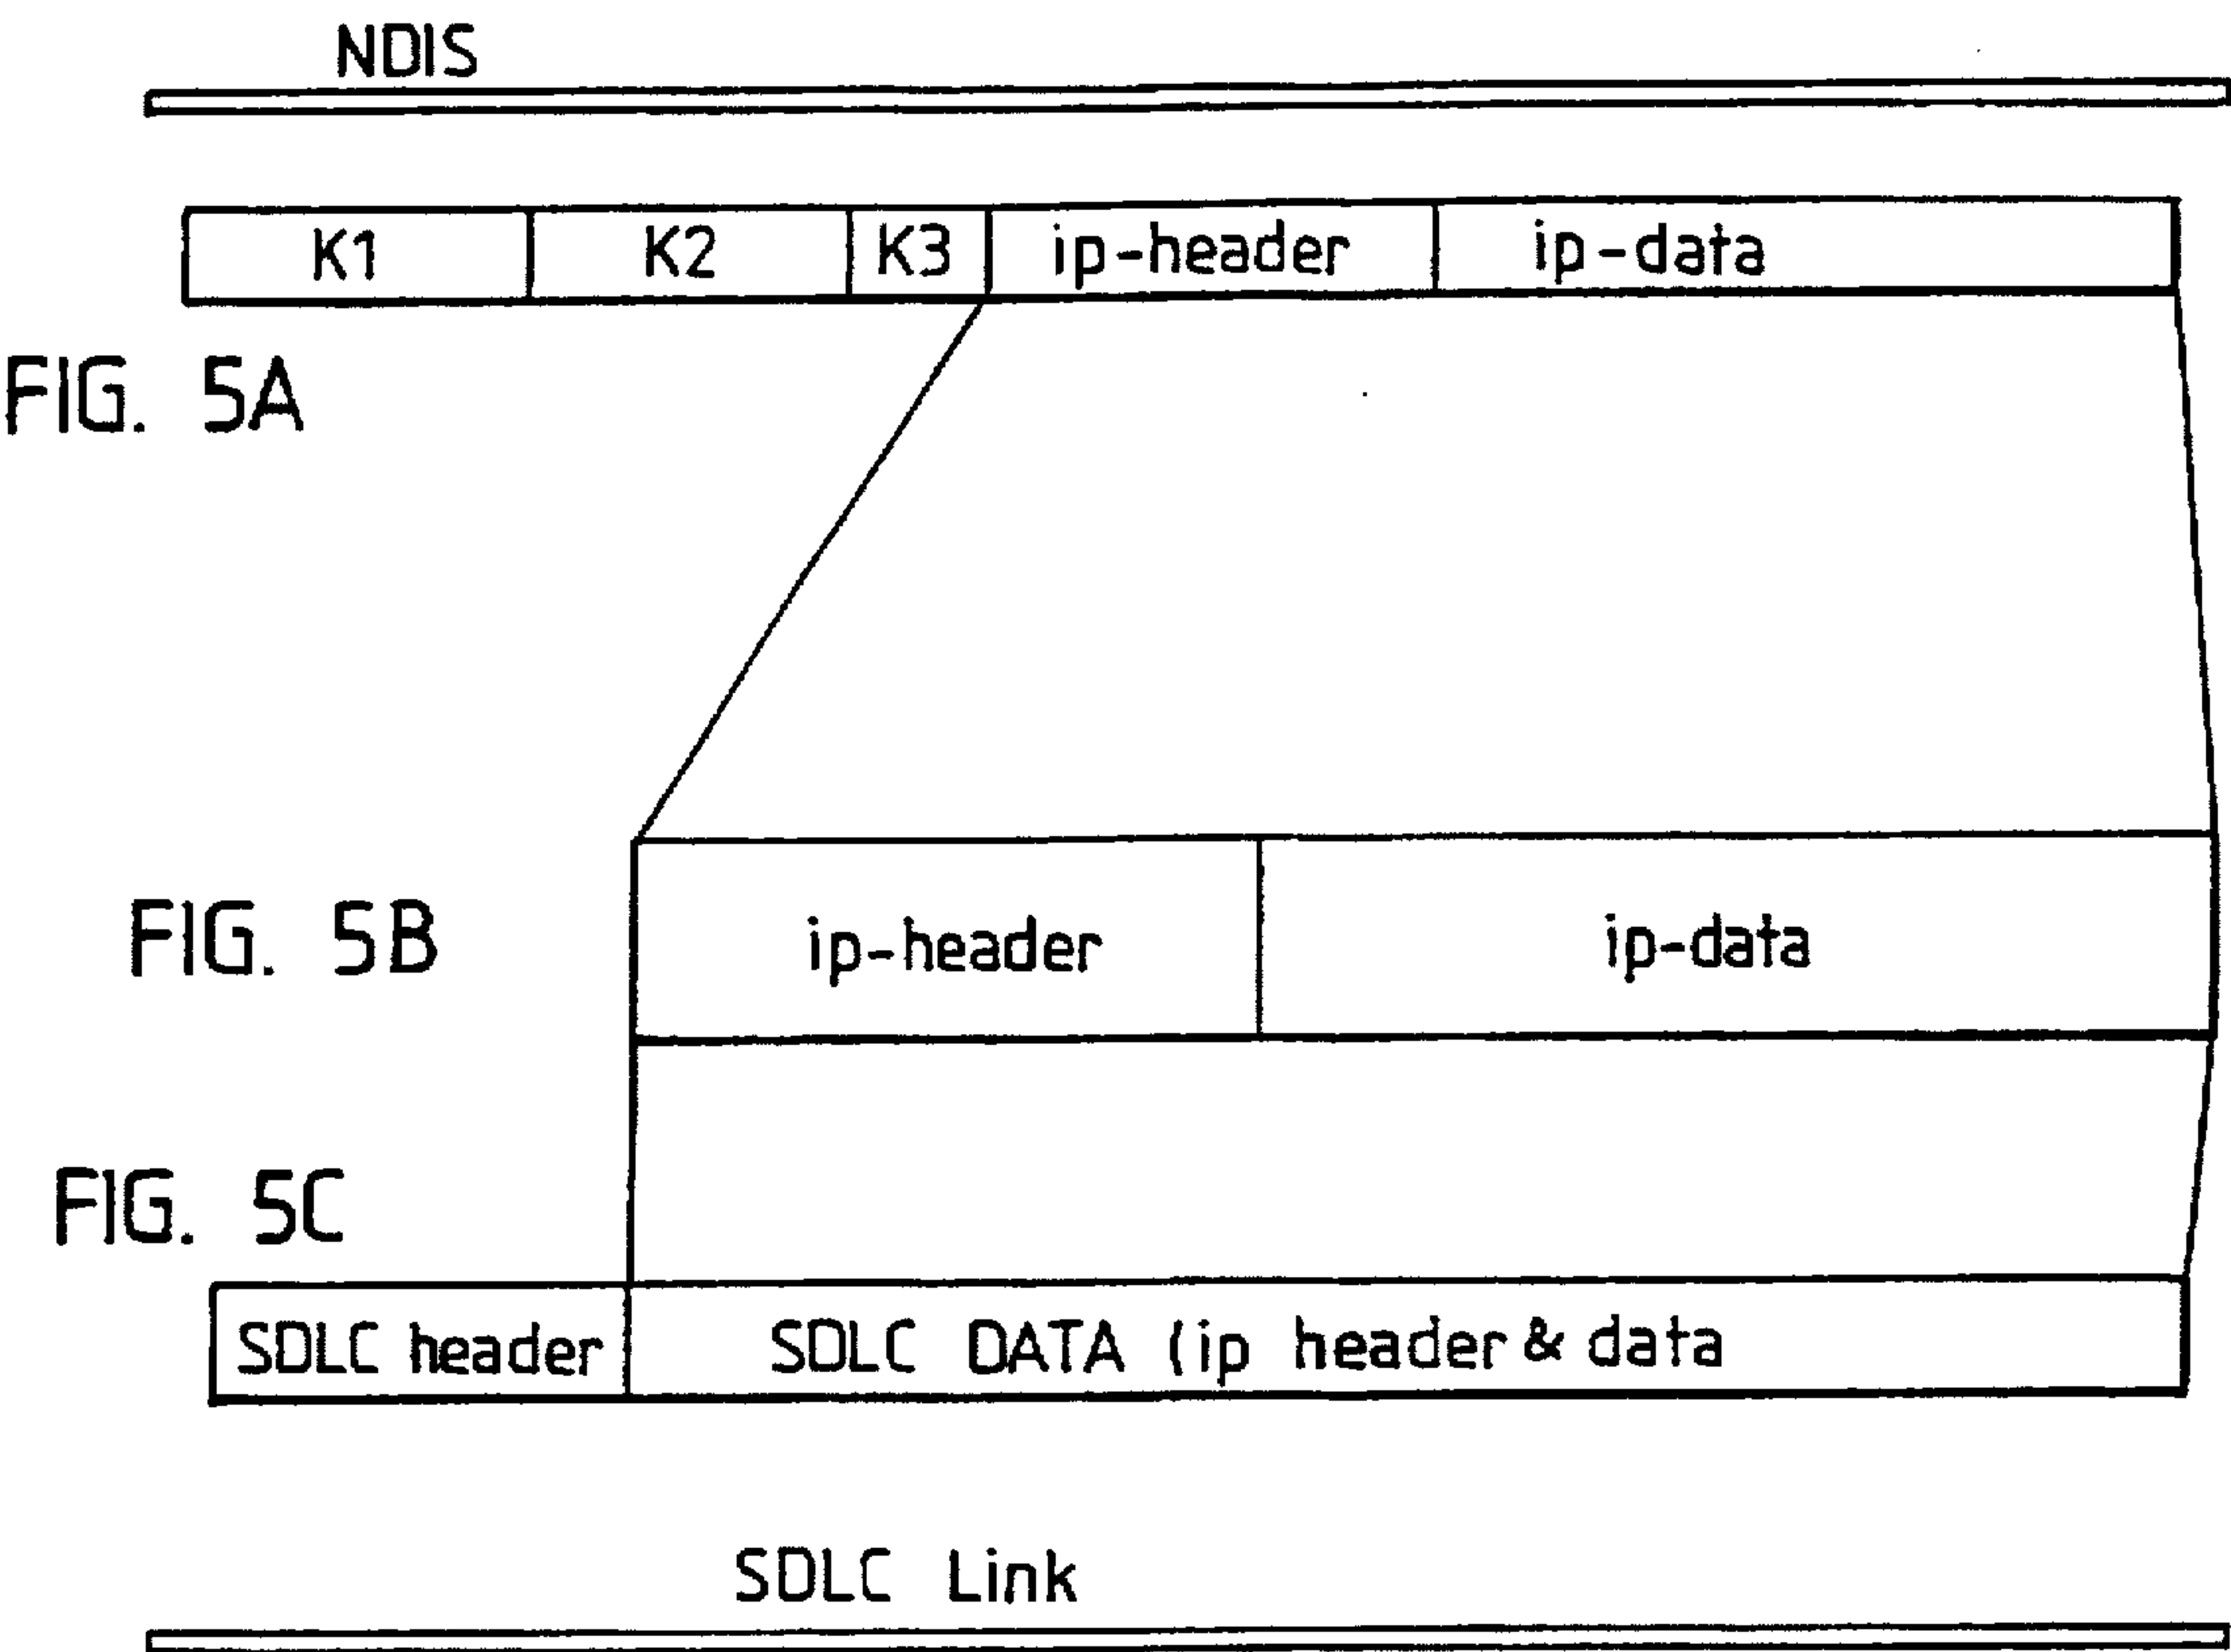 NDIS
K1 K2 K3 ip-header ip-data
FIG. 5A
FIG. 5B ip-header ip-data
FIG. 5C
SDLC header SDLC DATA (ip header & data
SDLC Link